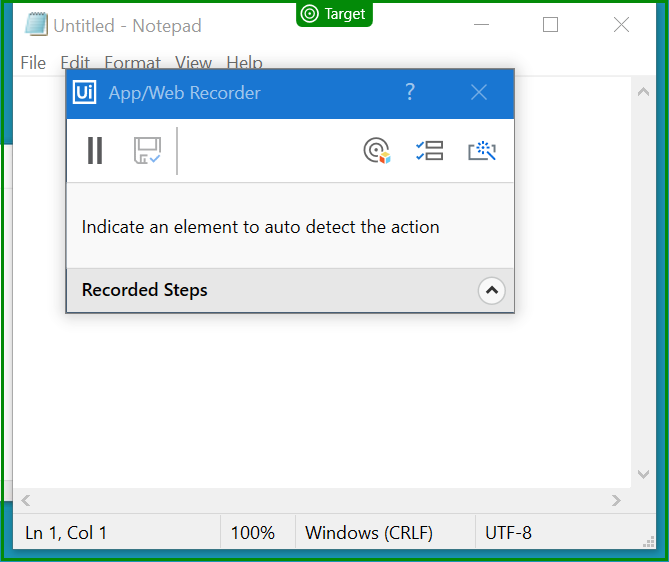 Target
Untitled - Notepad
File Edit Format View Help
Ui App/Web Recorder ?
Indicate an element to auto detect the action
Recorded Steps
Ln 1, Col 1 100% Windows (CRLF) UTF-8